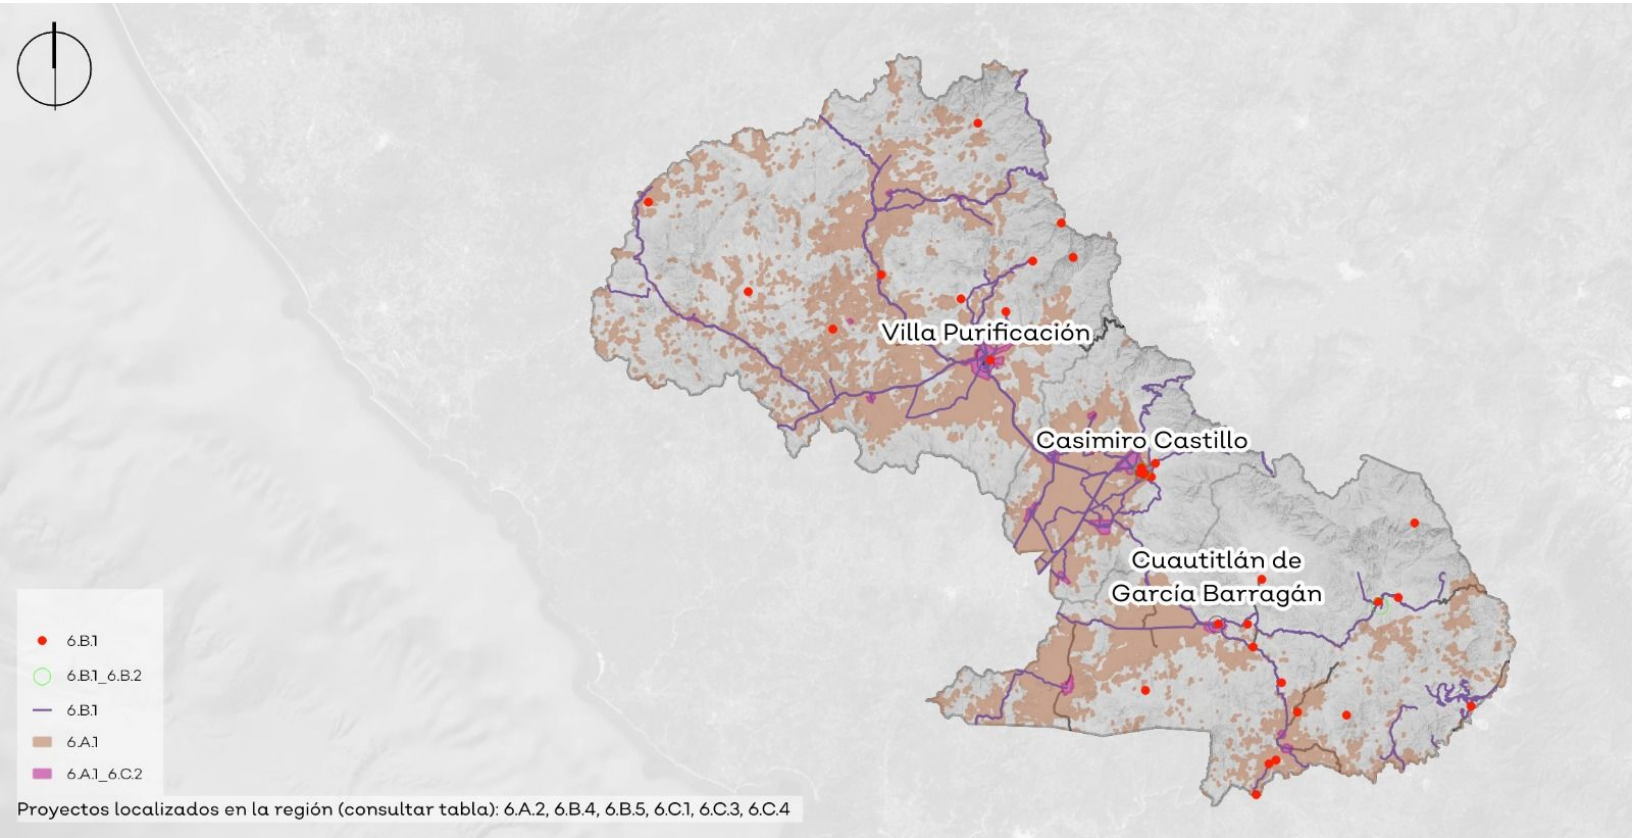 Villa Purificación
Casimiro Castillo
Cuautitlán de
García Barragán
6.B.1
6.B.1_6.B.2
6.B.1
6.A.1
6.A.1_6.C.2
Proyectos localizados en la región (consultar tabla): 6.A.2, 6.B.4, 6.B.5, 6.C.1, 6.C.3, 6.C.4